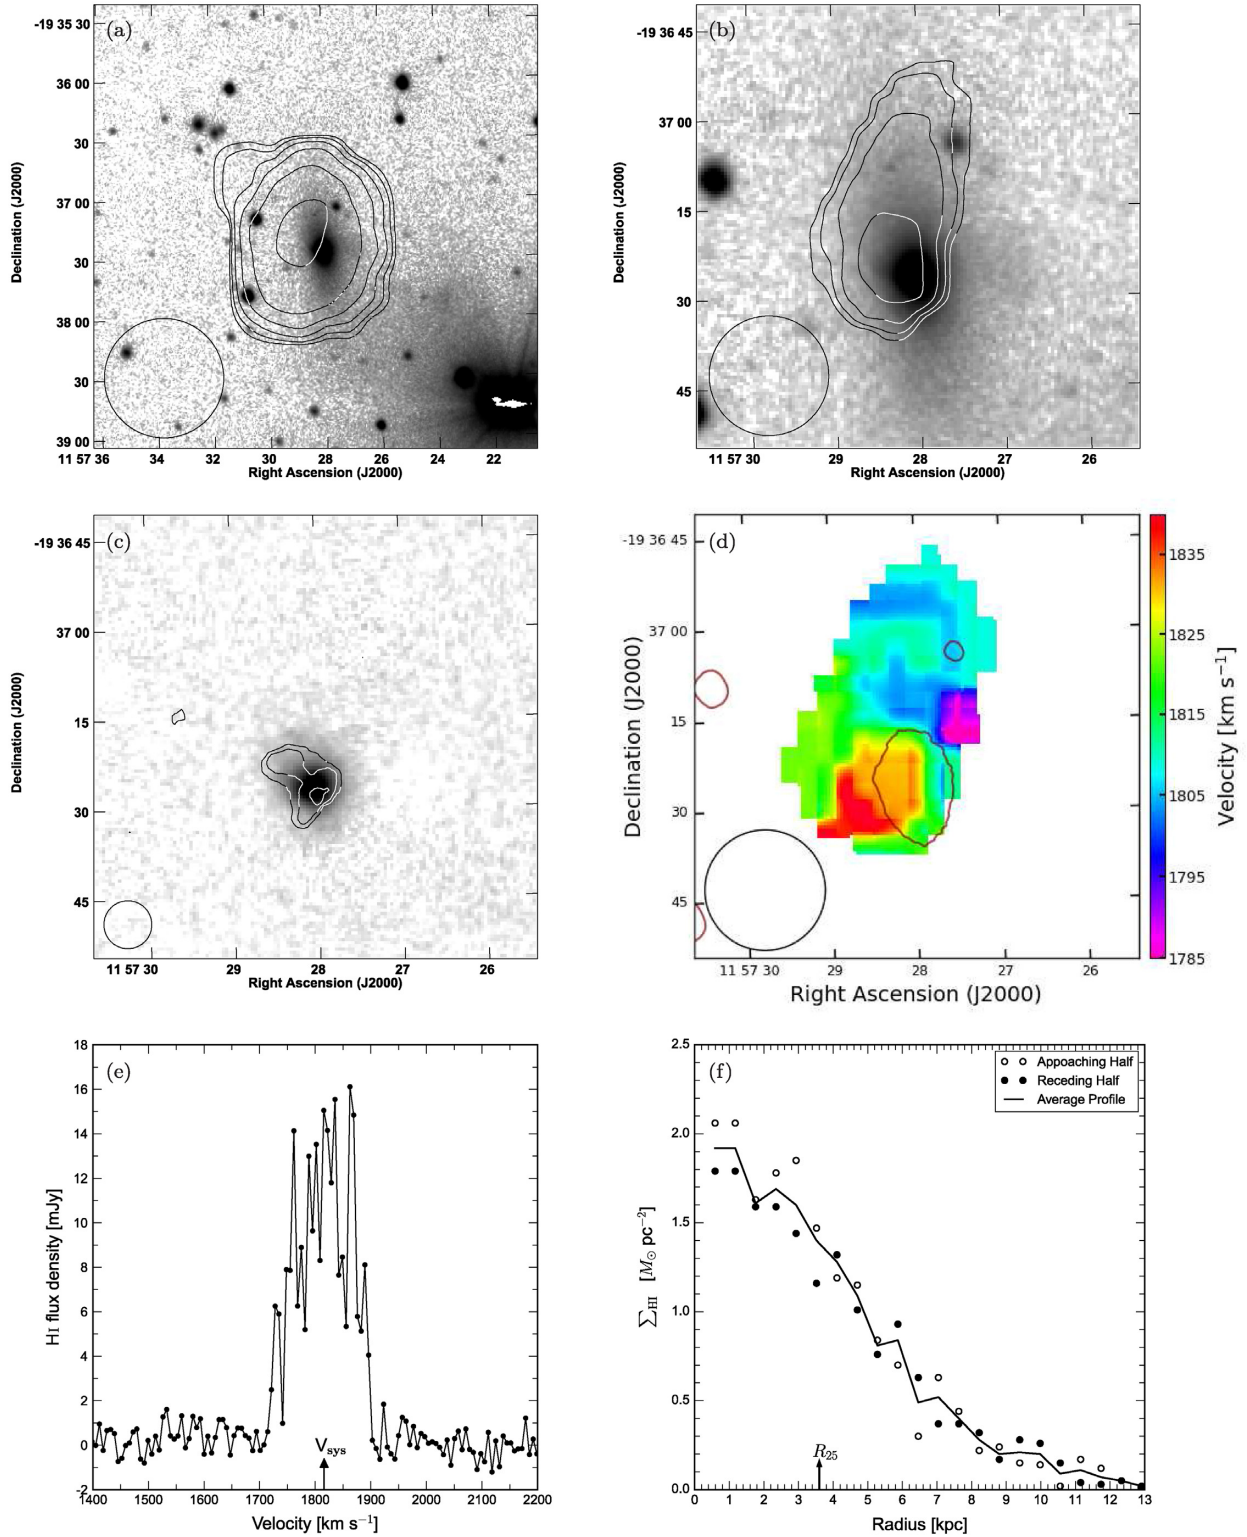 (a)
-19 35 30
36 00
30
37 00
30
38 00
30
39 00
Declination (J2000)
11 57 36 34 32 30 28 26 24 22
Right Ascension (J2000)
(b)
-19 36 45
37 00
15
30
45
Declination (J2000)
11 57 30 29 28 27 26
Right Ascension (J2000)
(c)
-19 36 45
37 00
15
30
45
Declination (J2000)
11 57 30 29 28 27 26
Right Ascension (J2000)
(d)
-19 36 45
37 00
15
30
45
Declination (J2000)
11 57 30 29 28 27 26
Right Ascension (J2000)
1835
1825
1815
1805
1795
1785
Velocity [km s⁻¹]
(e)
18
16
14
12
10
8
6
4
2
0
-2
HI flux density [mJy]
Vsys
1400 1500 1600 1700 1800 1900 2000 2100 2200
Velocity [km s⁻¹]
(f)
Appoaching Half
Receding Half
Average Profile
2.5
2.0
1.5
1.0
0.5
0.0
∑HI [M⊙ pc⁻²]
R25
0 1 2 3 4 5 6 7 8 9 10 11 12 13
Radius [kpc]